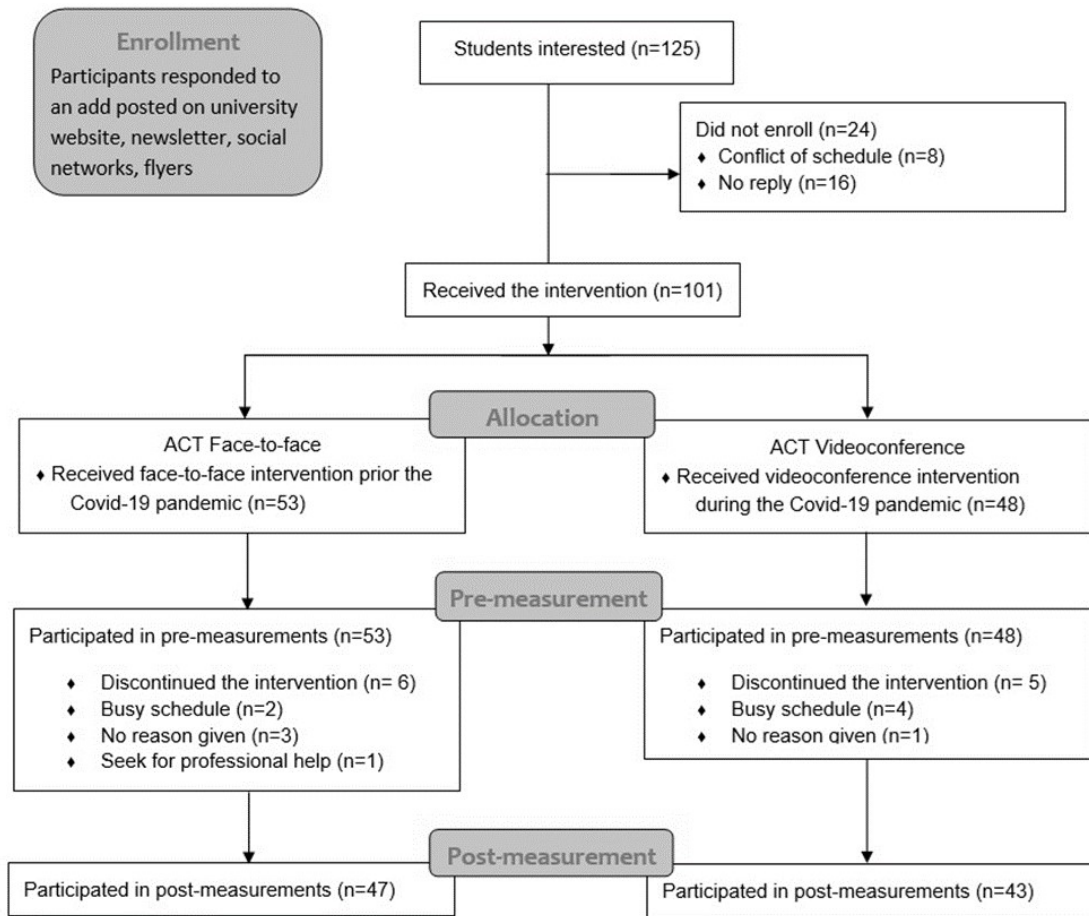 Enrollment
Participants responded to
an add posted on university
website, newsletter, social
networks, flyers
Students interested (n=125)
Did not enroll (n=24)
♦ Conflict of schedule (n=8)
♦ No reply (n=16)
Received the intervention (n=101)
Allocation
ACT Face-to-face
♦ Received face-to-face intervention prior the
Covid-19 pandemic (n=53)
ACT Videoconference
♦ Received videoconference intervention
during the Covid-19 pandemic (n=48)
Pre-measurement
Participated in pre-measurements (n=53)
♦ Discontinued the intervention (n= 6)
♦ Busy schedule (n=2)
♦ No reason given (n=3)
♦ Seek for professional help (n=1)
Participated in pre-measurements (n=48)
♦ Discontinued the intervention (n= 5)
♦ Busy schedule (n=4)
♦ No reason given (n=1)
Post-measurement
Participated in post-measurements (n=47)
Participated in post-measurements (n=43)